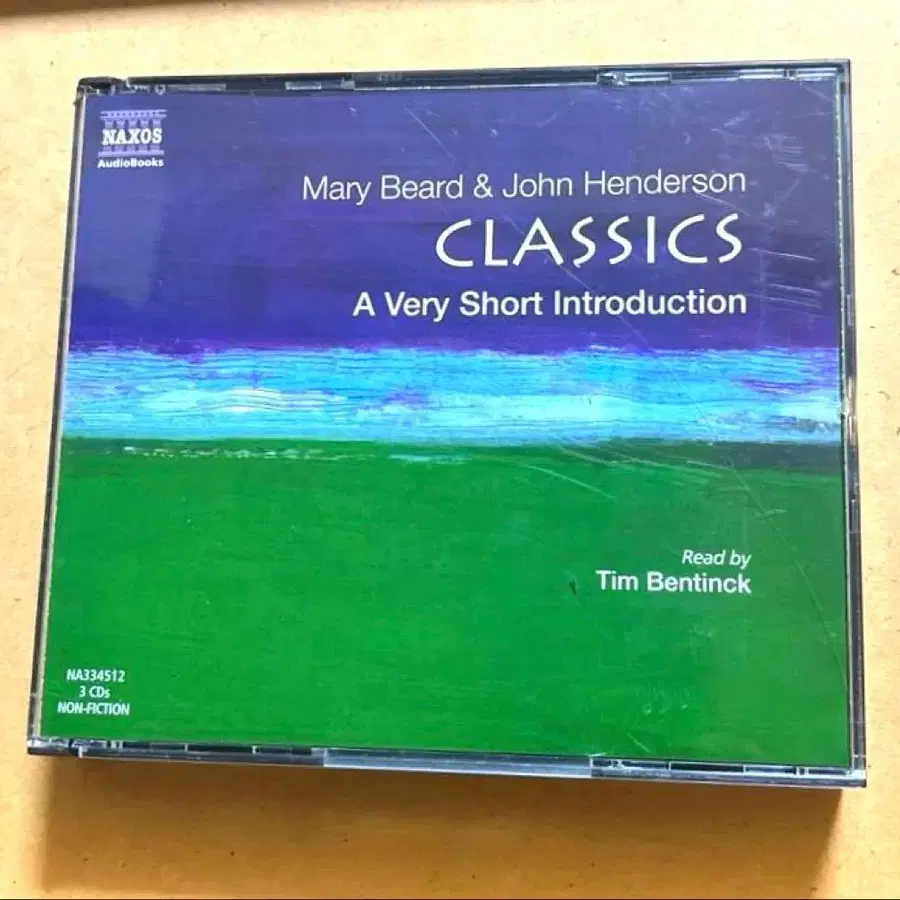 NAXOS
AudioBooks
Mary Beard & John Henderson
CLASSICS
A Very Short Introduction
Read by
Tim Bentinck
NA334512
3 CDs
NON-FICTION